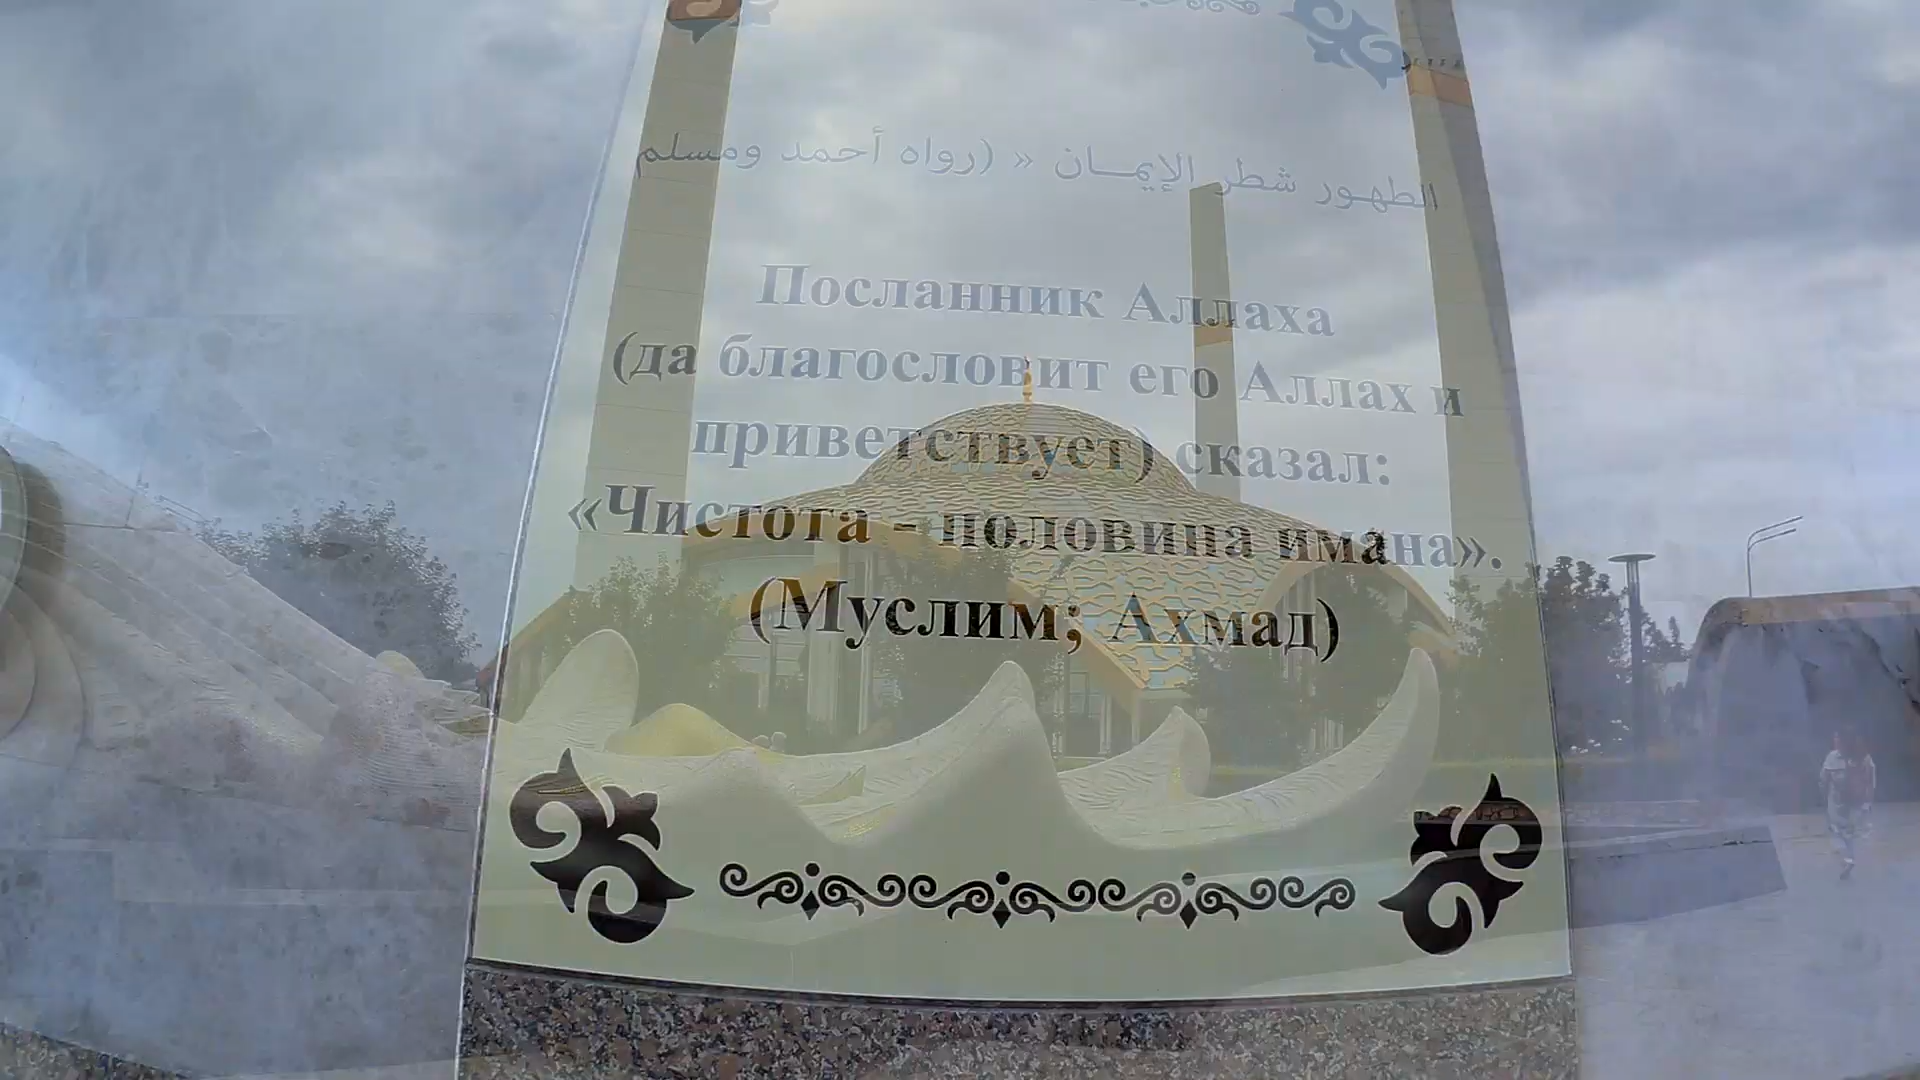 الطهور شطر الإيمان « (رواه أحمد ومسلم
Посланник Аллаха
(да благословит его Аллах и
приветствует) сказал:
«Чистота - половина имана».
(Муслим; Ахмад)